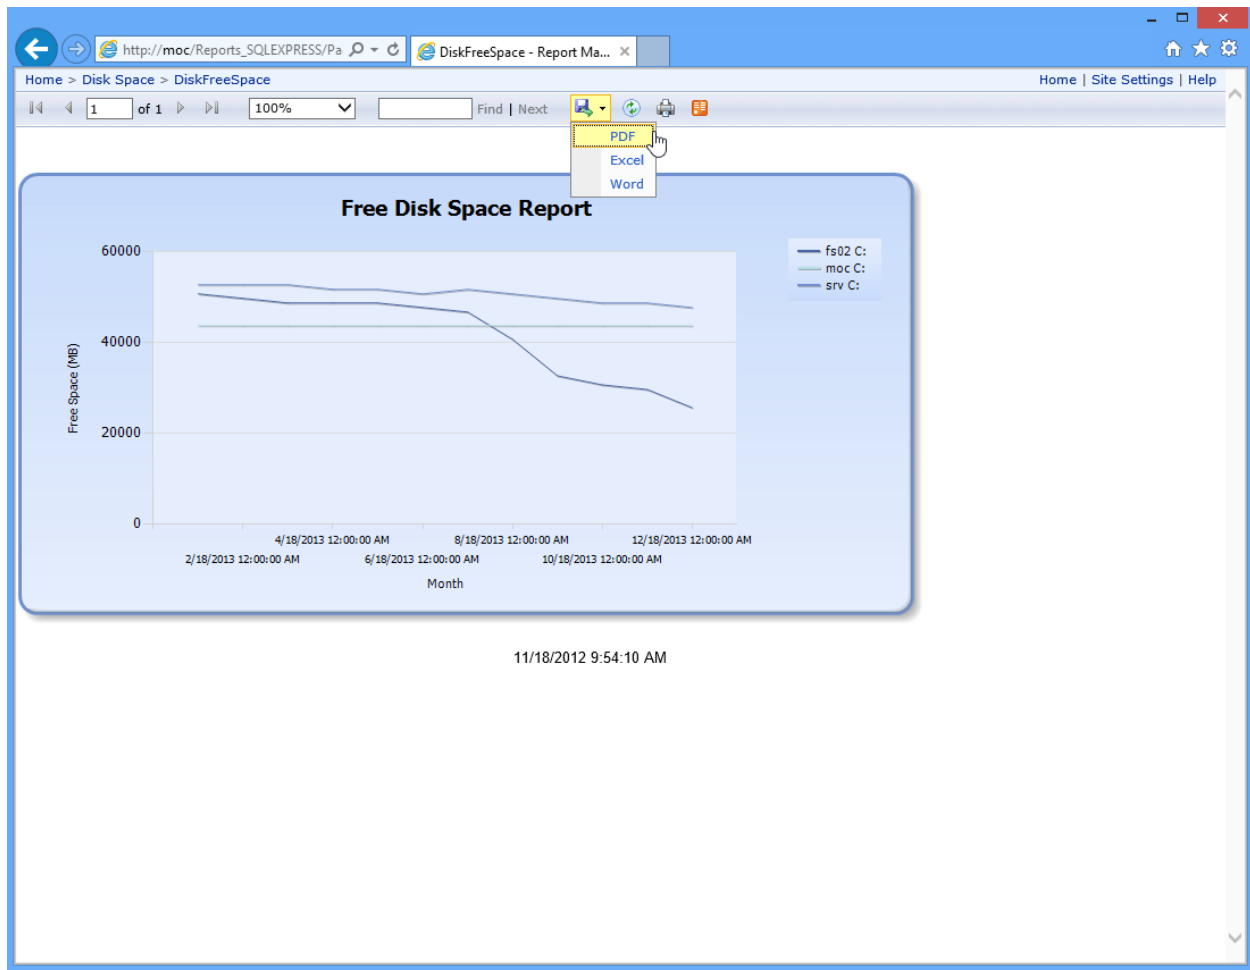 http://moc/Reports_SQLEXPRESS/Pa
DiskFreeSpace - Report Ma...
Home > Disk Space > DiskFreeSpace
Home | Site Settings | Help
1 of 1
100%
Find | Next
PDF
Excel
Word
Free Disk Space Report
60000
40000
20000
0
Free Space (MB)
fs02 C:
moc C:
srv C:
4/18/2013 12:00:00 AM
8/18/2013 12:00:00 AM
12/18/2013 12:00:00 AM
2/18/2013 12:00:00 AM
6/18/2013 12:00:00 AM
10/18/2013 12:00:00 AM
Month
11/18/2012 9:54:10 AM